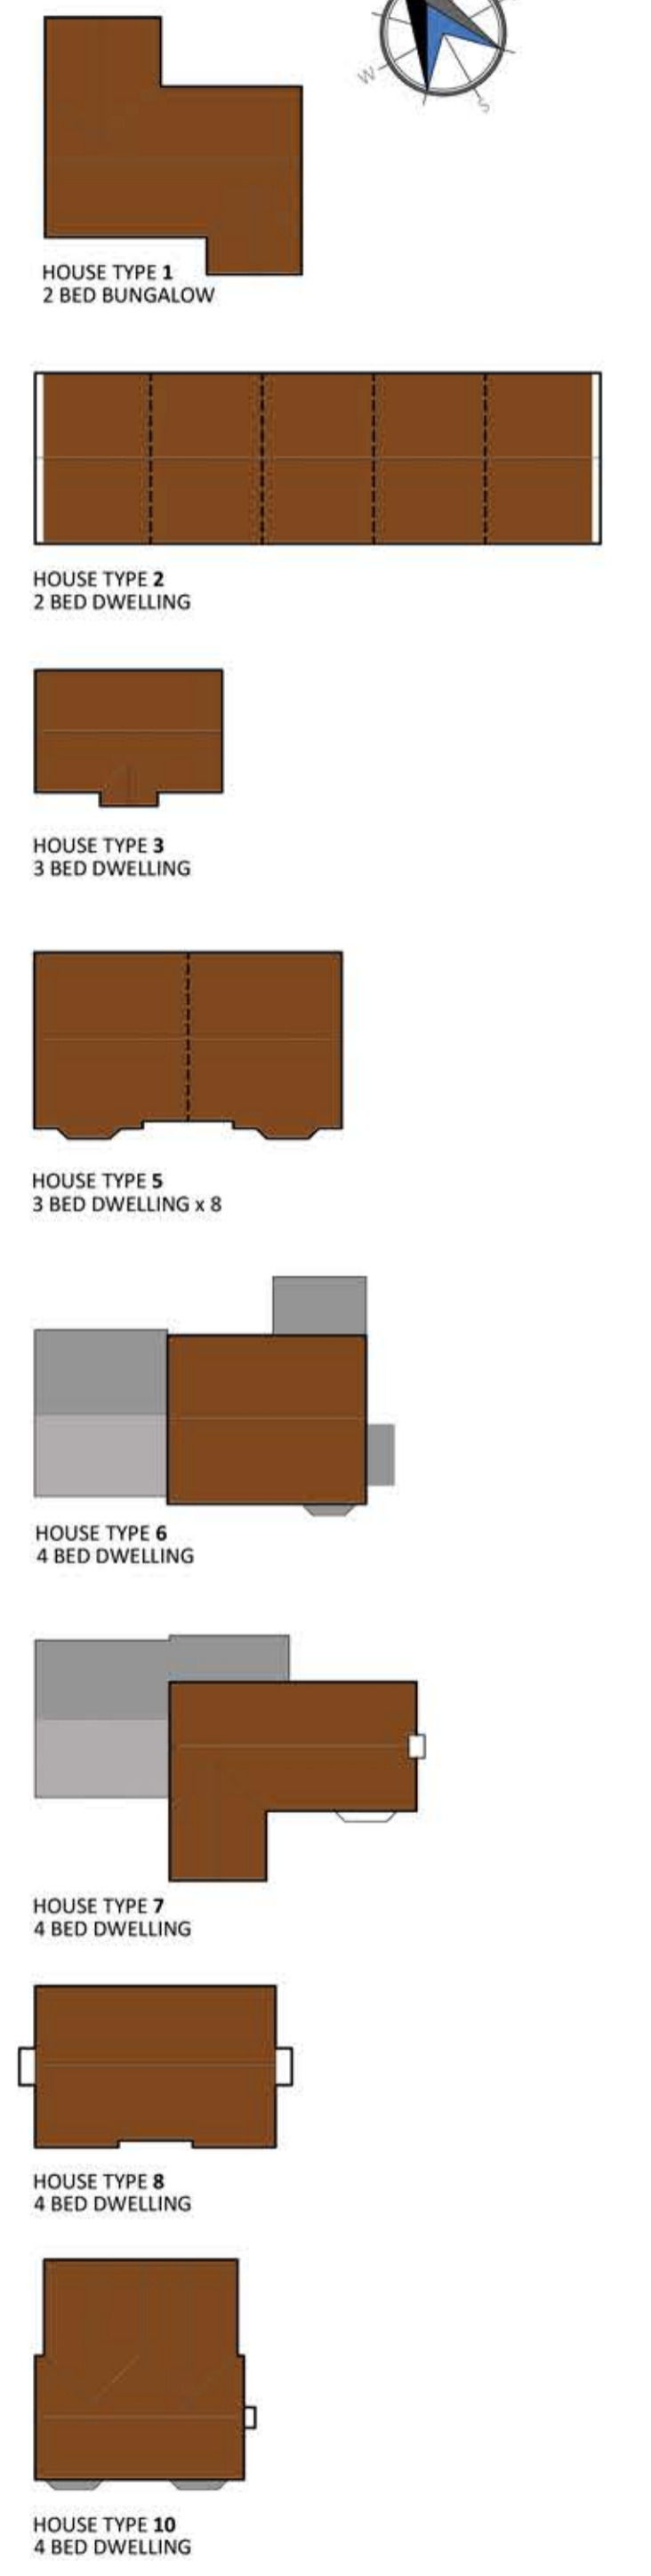 W
S
HOUSE TYPE 1
2 BED BUNGALOW
HOUSE TYPE 2
2 BED DWELLING
HOUSE TYPE 3
3 BED DWELLING
HOUSE TYPE 5
3 BED DWELLING x 8
HOUSE TYPE 6
4 BED DWELLING
HOUSE TYPE 7
4 BED DWELLING
HOUSE TYPE 8
4 BED DWELLING
HOUSE TYPE 10
4 BED DWELLING